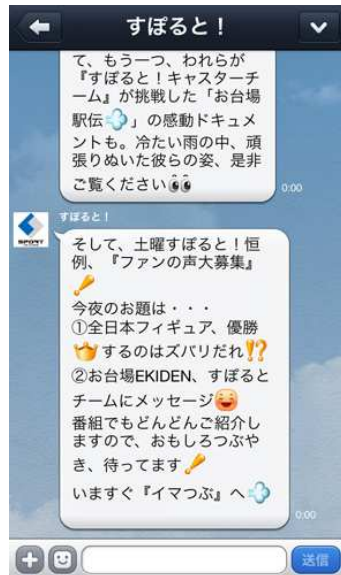 すぽると！
て、もう一つ、われらが
『すぽると！キャスターチ
ーム』が挑戦した「お台場
駅伝💨」の感動ドキュメ
ントも。冷たい雨の中、頑
張りぬいた彼らの姿、是非
ご覧ください👀
0:00
すぽると！
SPORT
そして、土曜すぽると！恒
例、『ファンの声大募集』
❗
今夜のお題は・・・
①全日本フィギュア、優勝
👑するのはズバリだれ⁉
②お台場EKIDEN、すぽると
チームにメッセージ😄
番組でもどんどんご紹介し
ますので、おもしろつぶや
き、待ってます❗
いますぐ『イマつぶ』へ💨
0:00
送信